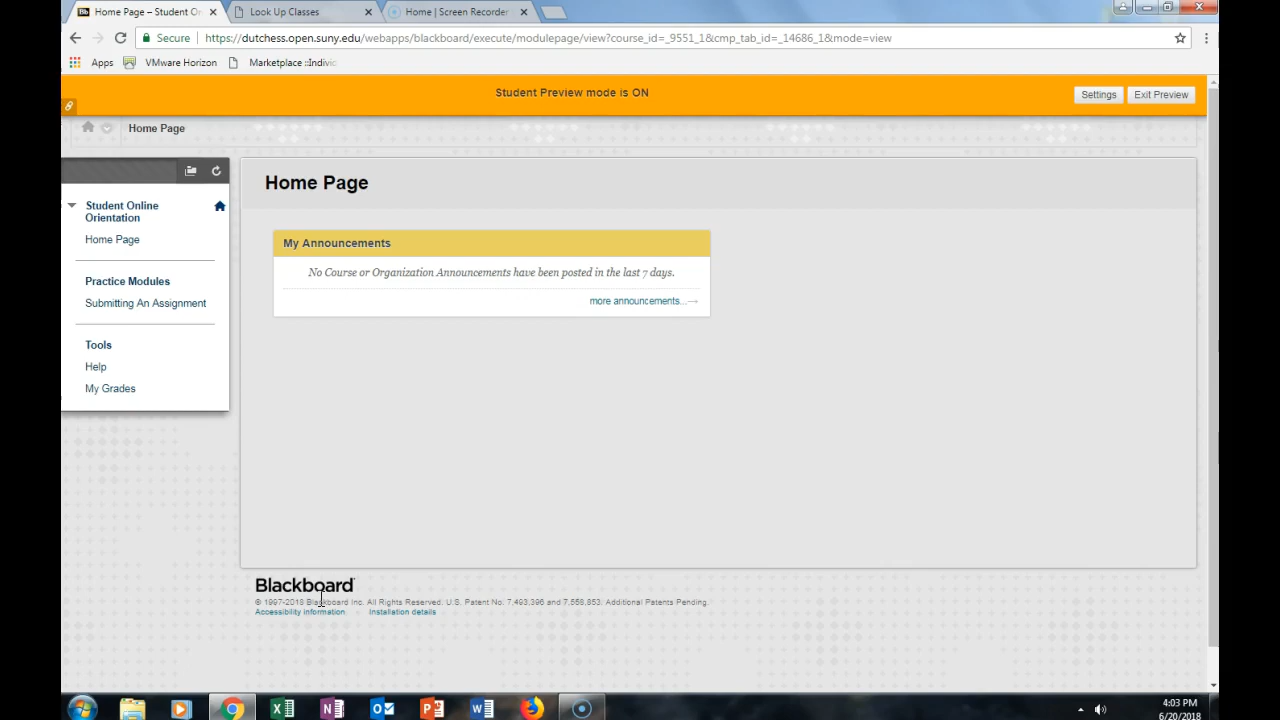 Home Page – Student O
Look Up Classes
Home | Screen Recorder
Secure
https://dutchess.open.suny.edu/webapps/blackboard/execute/modulepage/view?course_id=_9551_1&cmp_tab_id=_14686_1&mode=view
Apps
VMware Horizon
Marketplace ::Indivic
Student Preview mode is ON
Settings
Exit Preview
Home Page
Student Online
Orientation
Home Page
Practice Modules
Submitting An Assignment
Tools
Help
My Grades
Home Page
My Announcements
No Course or Organization Announcements have been posted in the last 7 days.
more announcements...→
Blackboard
© 1997-2018 Blackboard Inc. All Rights Reserved. U.S. Patent No. 7,493,396 and 7,558,853. Additional Patents Pending.
Accessibility information
Installation details
4:03 PM
6/20/2018